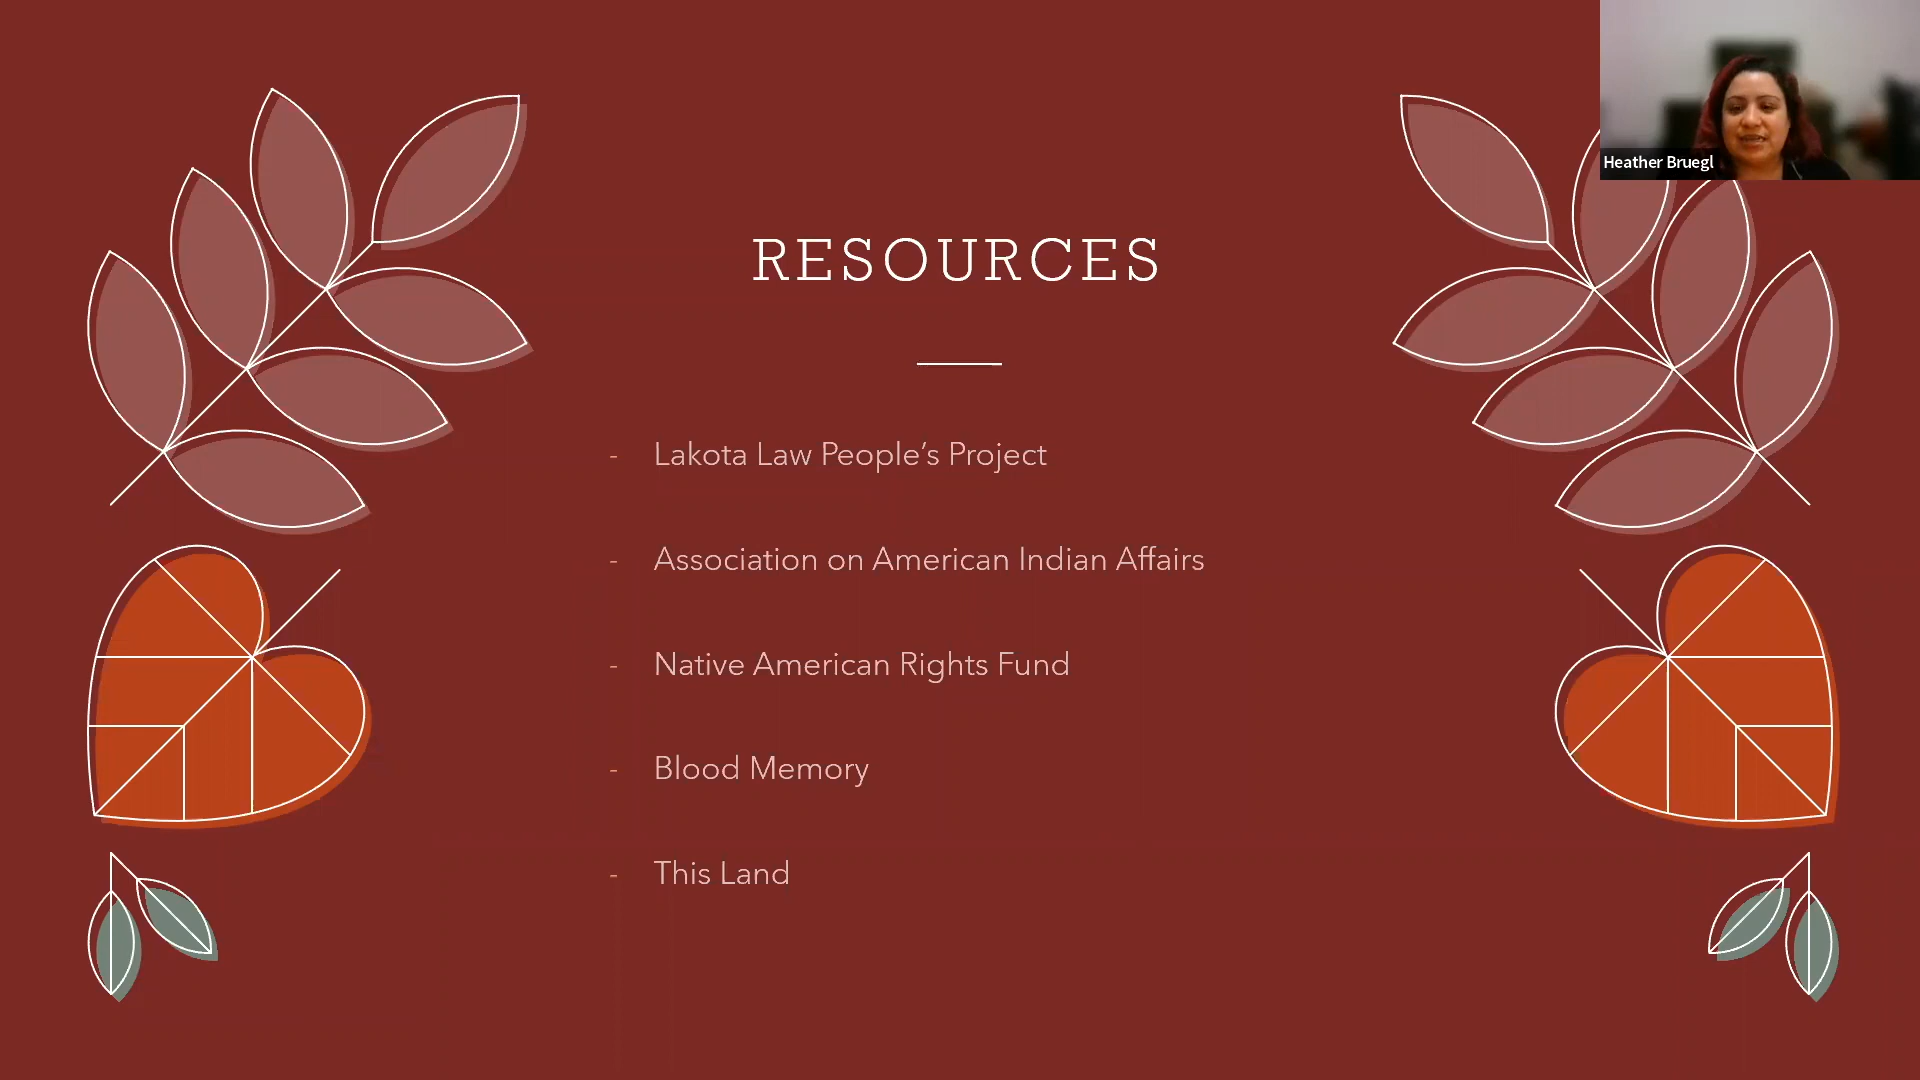 Heather Bruegl
RESOURCES
- Lakota Law People’s Project
- Association on American Indian Affairs
- Native American Rights Fund
- Blood Memory
- This Land